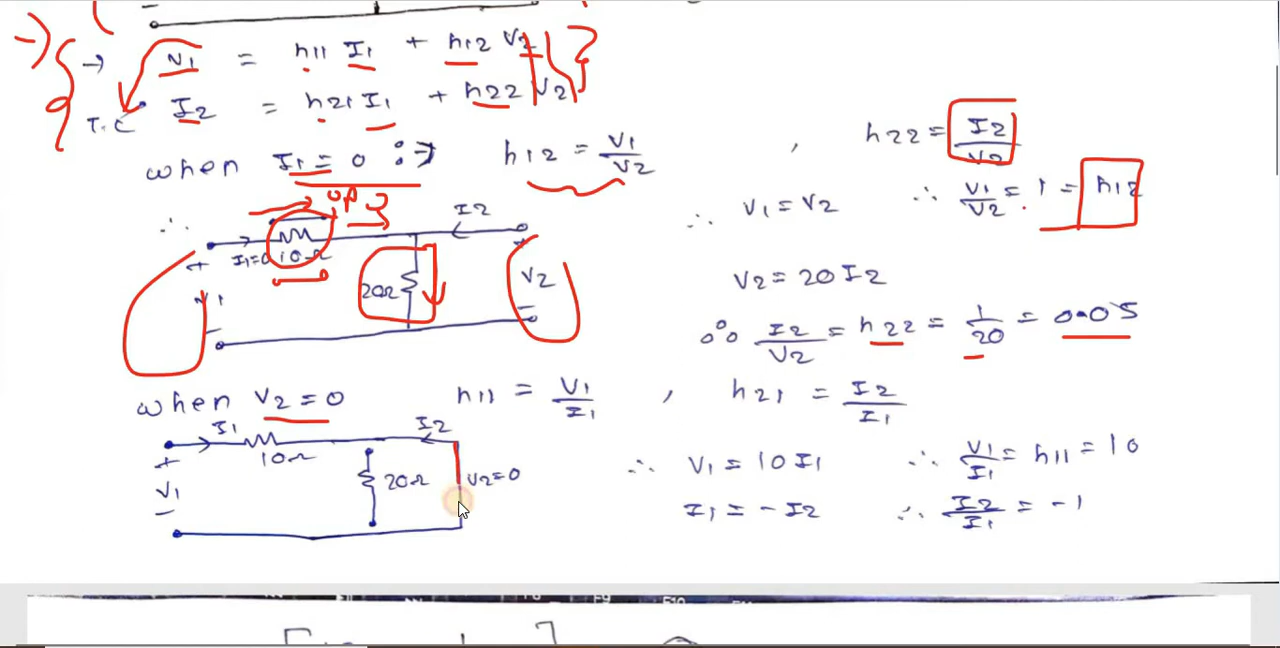 → V1 = h11 I1 + h12 V2
T.C I2 = h21 I1 + h22 V2
when I1 = 0 :→ h12 = V1/V2 , h22 = I2/V2
∴ V1 = V2 ∴ V1/V2 = 1 = h12
OP
I2
I1=0 10Ω
+ V1 −
20Ω
+ V2 −
V2 = 20 I2
∴ I2/V2 = h22 = 1/20 = 0.05
when V2 = 0 h11 = V1/I1 , h21 = I2/I1
I1
I2
10Ω
+ V1 −
20Ω
V2=0
∴ V1 = 10 I1 ∴ V1/I1 = h11 = 10
I1 = - I2 ∴ I2/I1 = -1